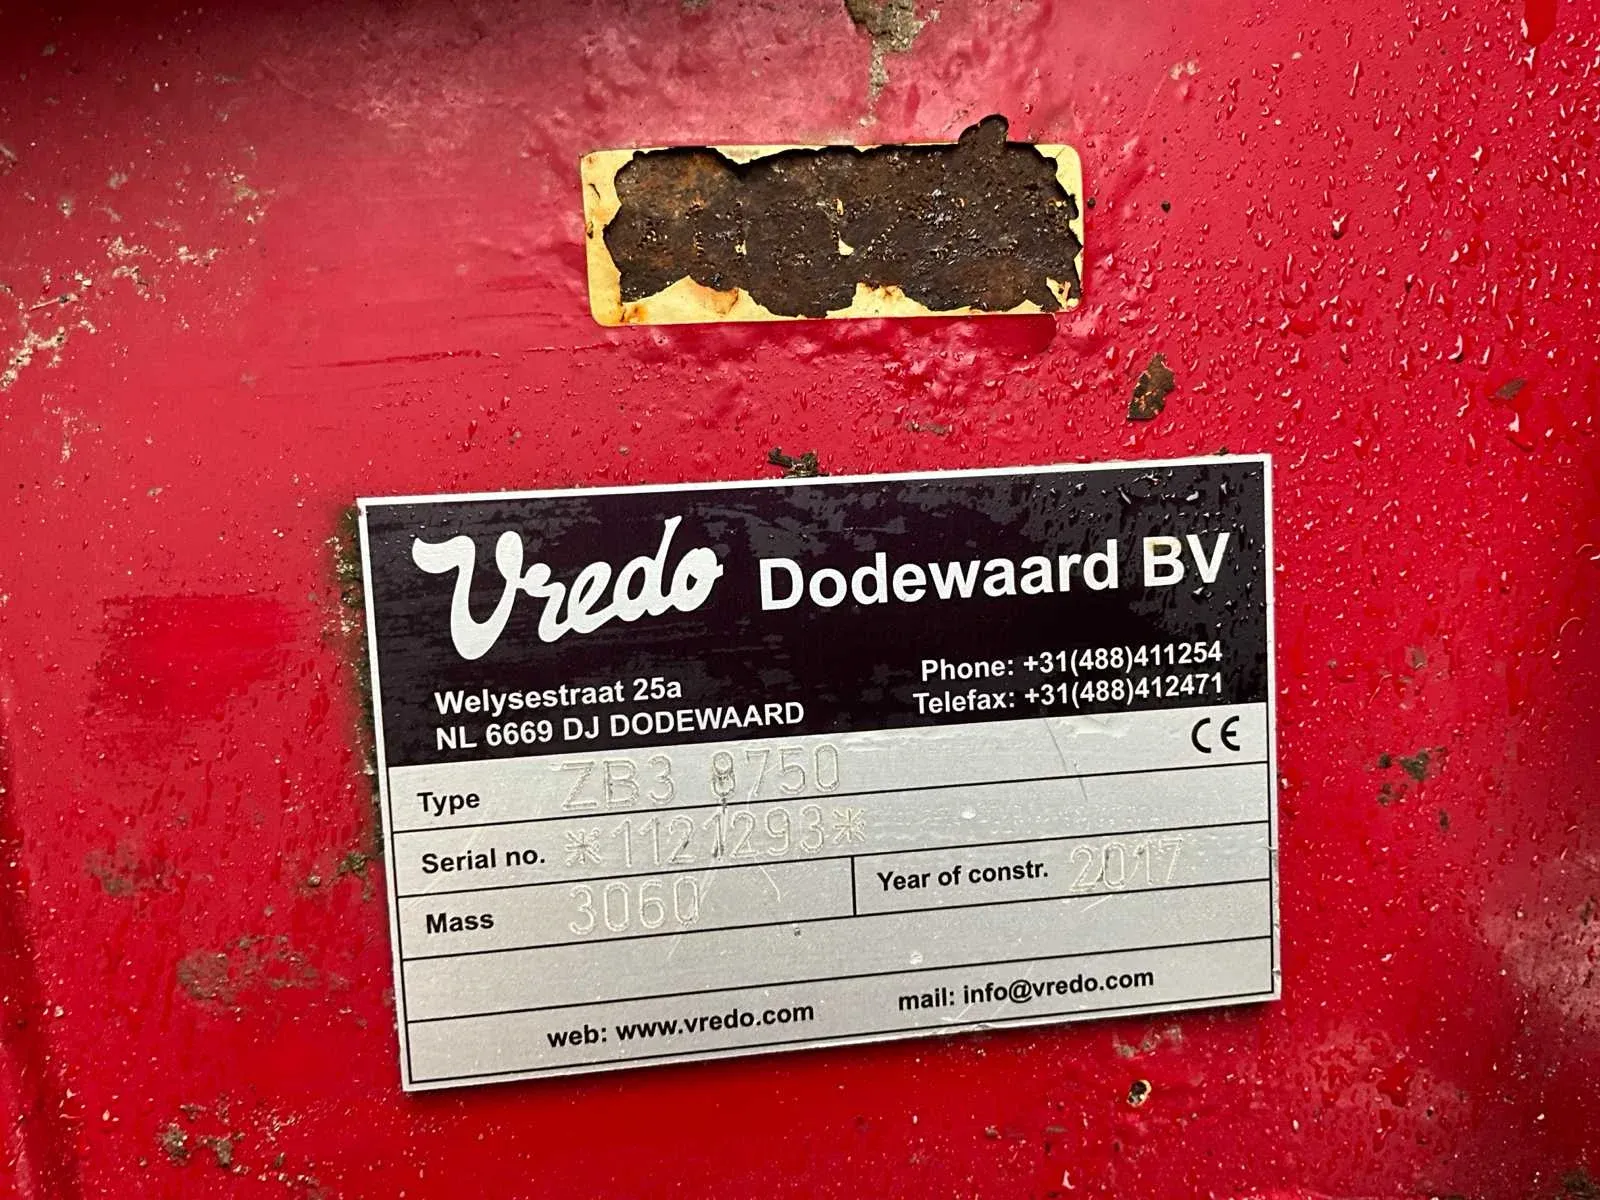 Vredo Dodewaard BV
Welysestraat 25a
NL 6669 DJ DODEWAARD
Phone: +31(488)411254
Telefax: +31(488)412471
CE
Type ZB3 8750
Serial no. *1121293*
Mass 3060 Year of constr. 2017
web: www.vredo.com mail: info@vredo.com